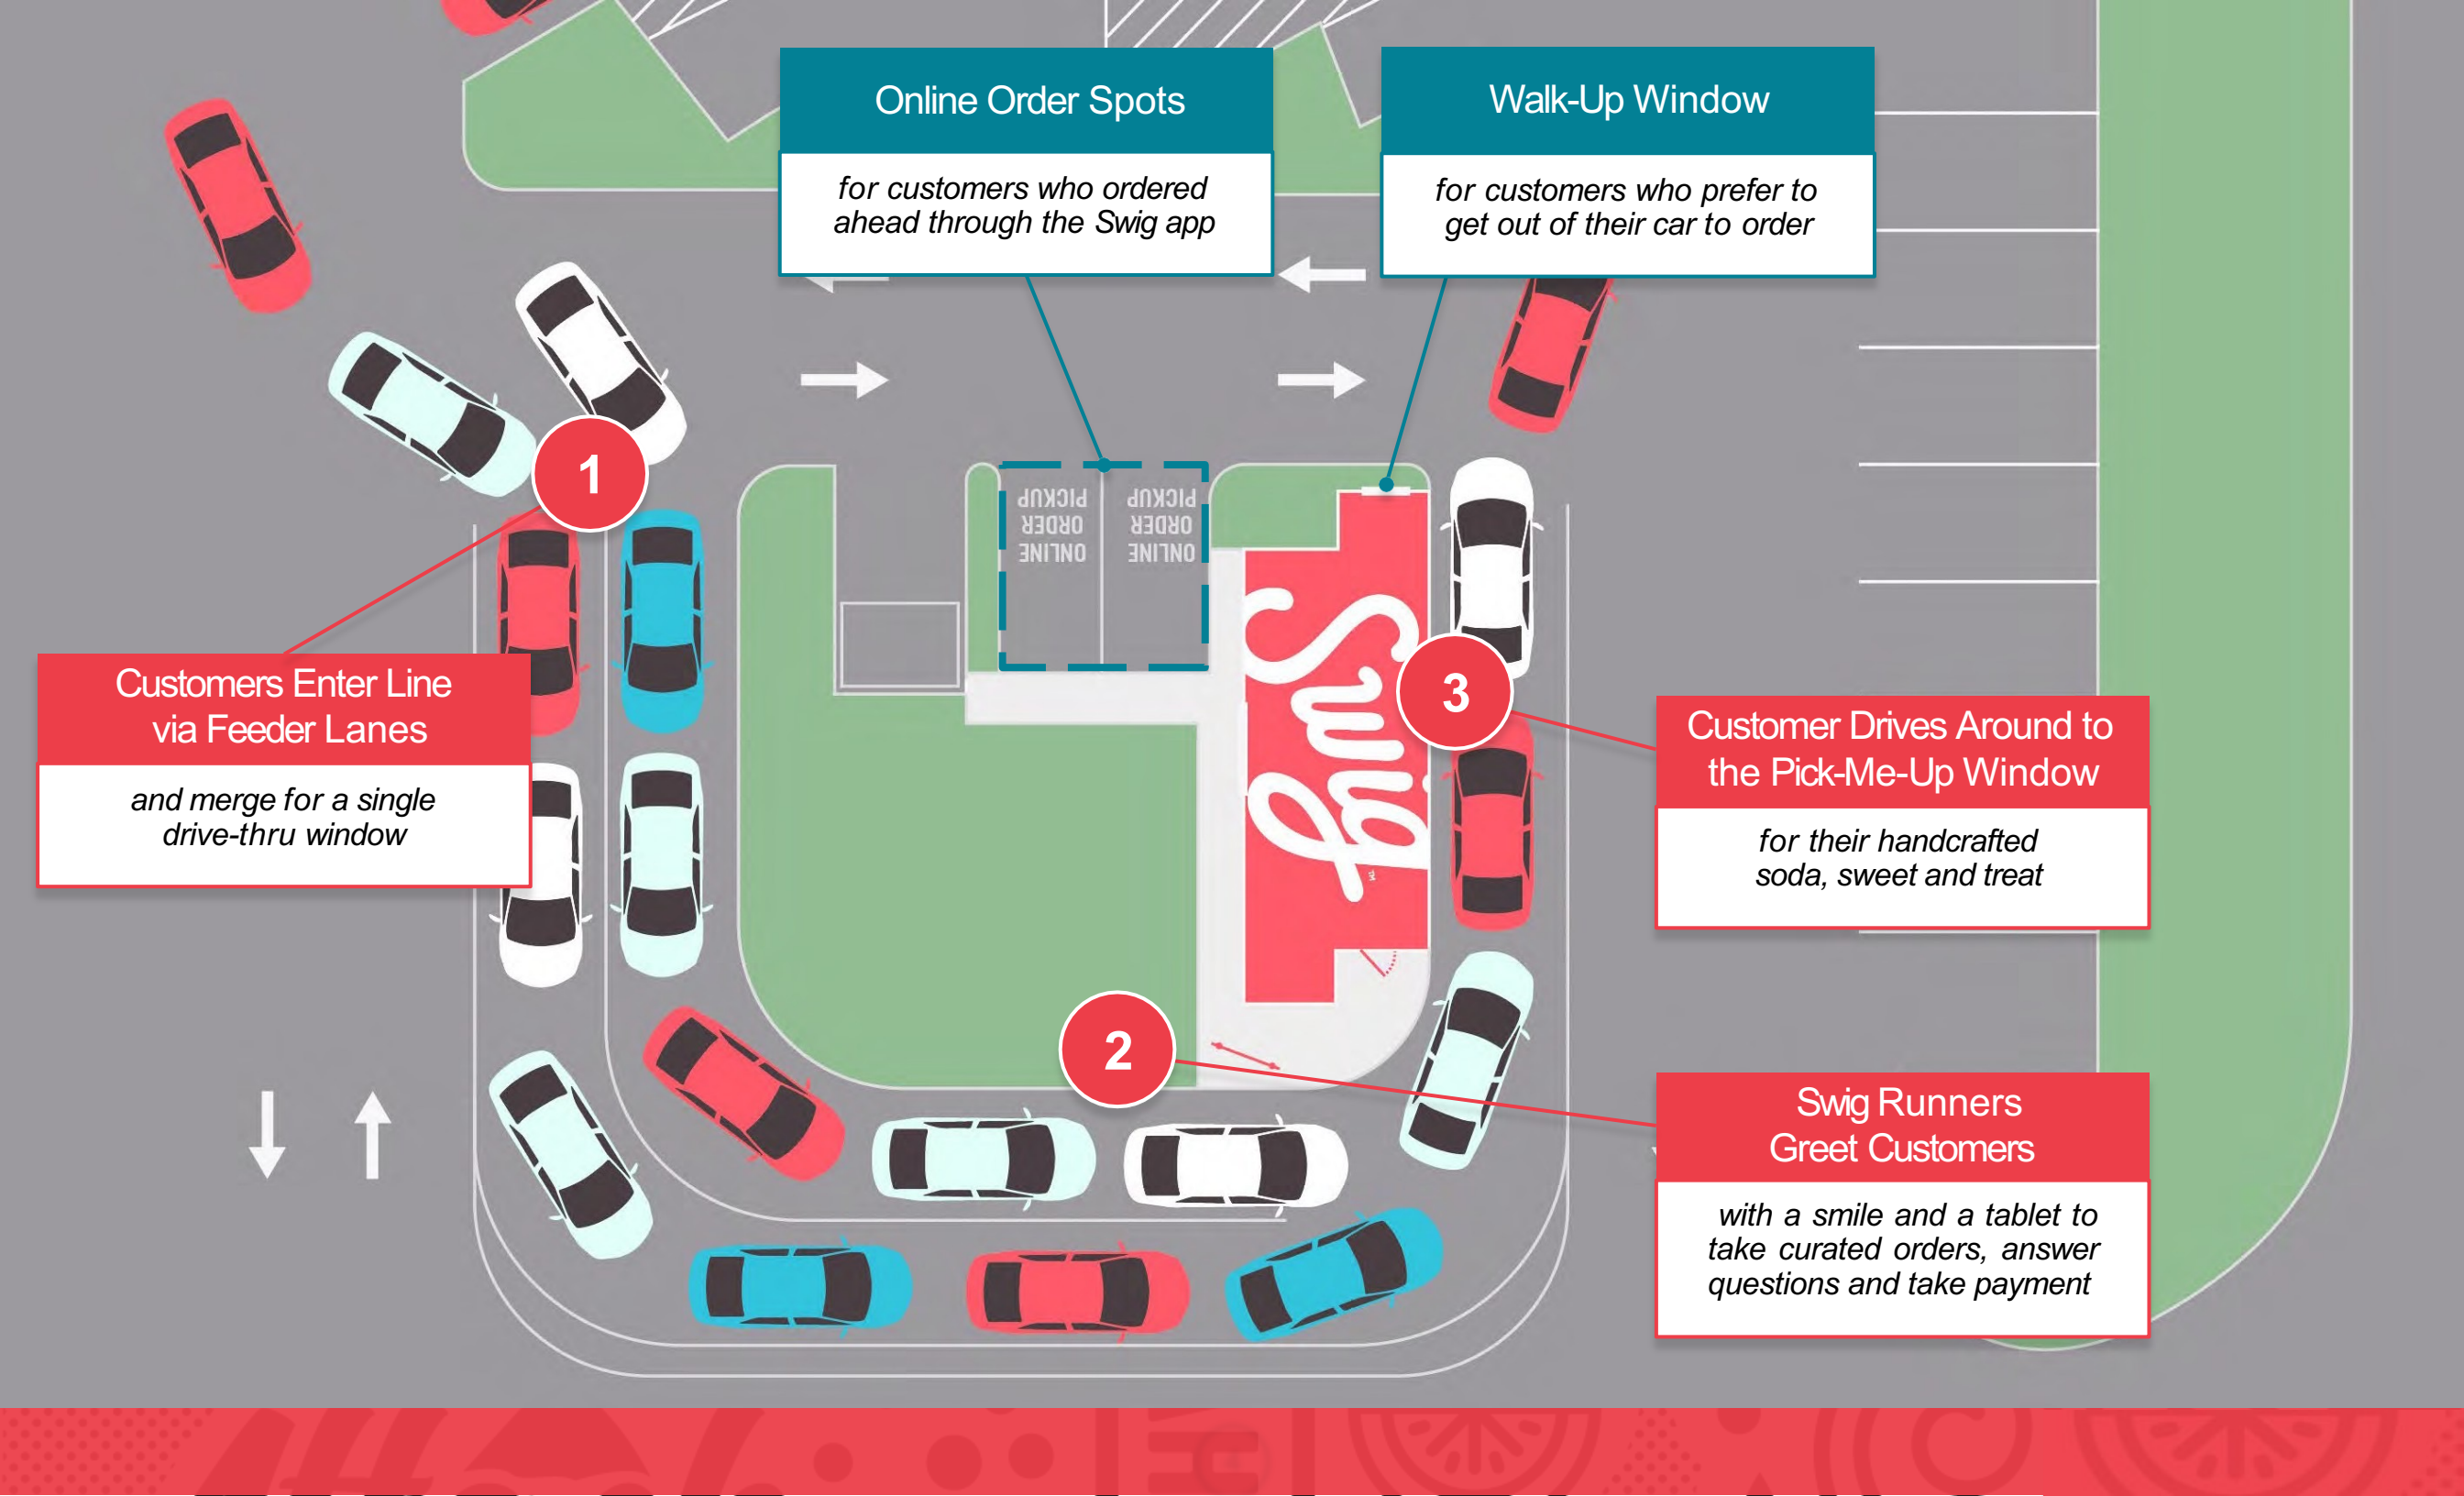 Online Order Spots
for customers who ordered
ahead through the Swig app
Walk-Up Window
for customers who prefer to
get out of their car to order
1
PICKUP
ORDER
ONLINE
PICKUP
ORDER
ONLINE
Customers Enter Line
via Feeder Lanes
and merge for a single
drive-thru window
Swig
3
Customer Drives Around to
the Pick-Me-Up Window
for their handcrafted
soda, sweet and treat
2
Swig Runners
Greet Customers
with a smile and a tablet to
take curated orders, answer
questions and take payment